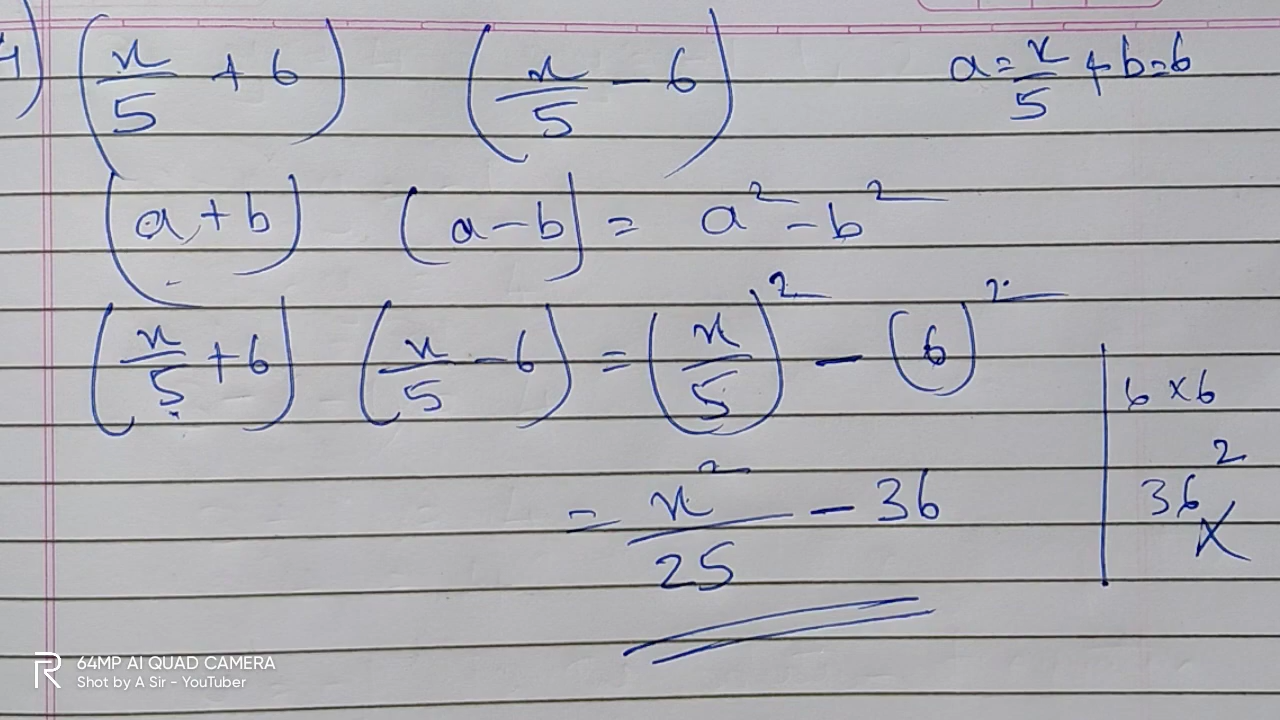 4) (x/5 + 6) (x/5 - 6) a = x/5 & b = 6
(a + b) (a - b) = a² - b²
(x/5 + 6) (x/5 - 6) = (x/5)² - (6)²
6 x 6
= x²/25 - 36
36² X
64MP AI QUAD CAMERA
Shot by A Sir - YouTuber